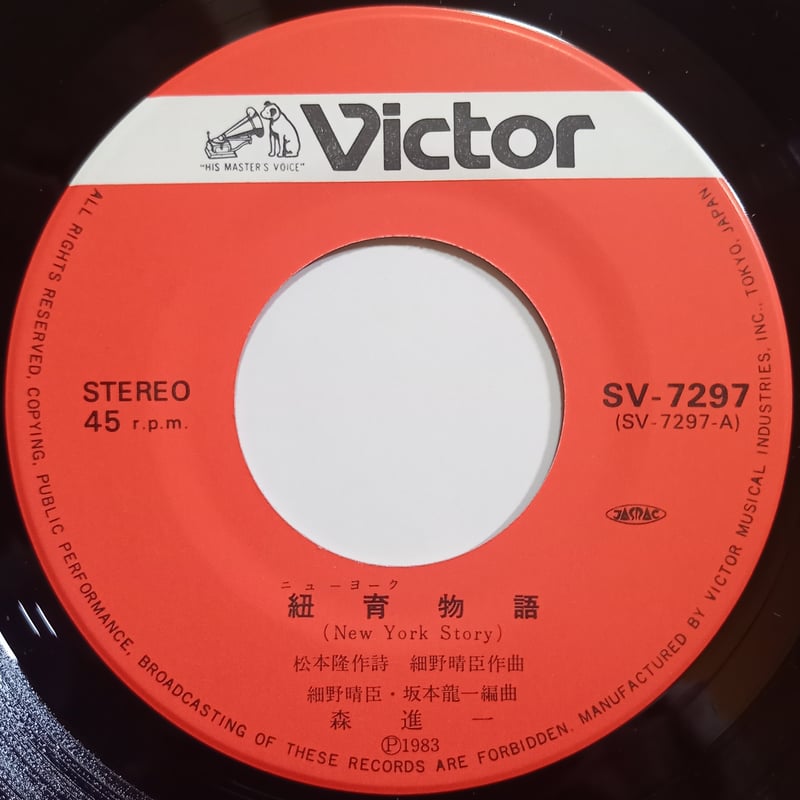 Victor
"HIS MASTER'S VOICE"
ALL RIGHTS RESERVED, COPYING, PUBLIC PERFORMANCE, BROADCASTING OF THESE RECORDS ARE FORBIDDEN. MANUFACTURED BY VICTOR MUSICAL INDUSTRIES, INC., TOKYO, JAPAN
STEREO
45 r.p.m.
SV-7297
(SV-7297-A)
JASRAC
ニューヨーク
紐育物語
(New York Story)
松本隆作詩 細野晴臣作曲
細野晴臣・坂本龍一編曲
森進一
Ⓟ1983